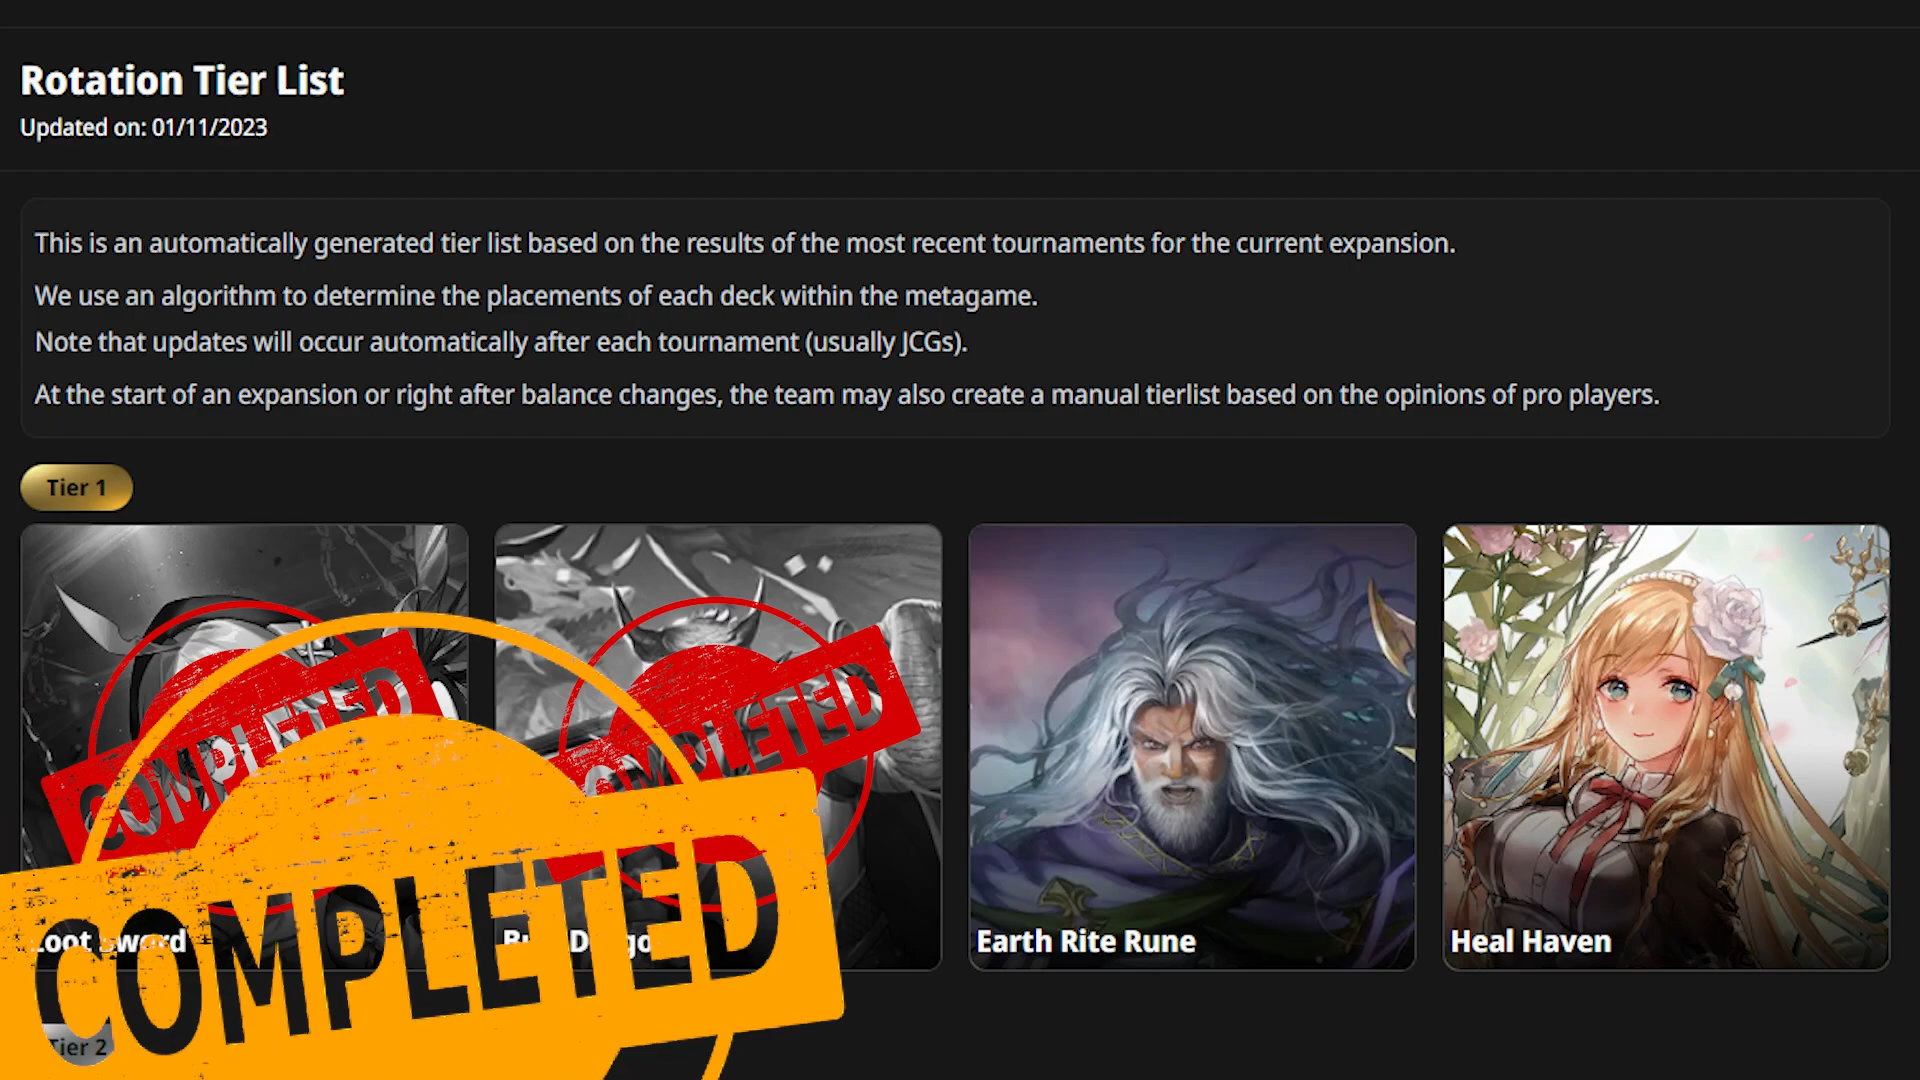 Rotation Tier List
Updated on: 01/11/2023
This is an automatically generated tier list based on the results of the most recent tournaments for the current expansion.
We use an algorithm to determine the placements of each deck within the metagame.
Note that updates will occur automatically after each tournament (usually JCGs).
At the start of an expansion or right after balance changes, the team may also create a manual tierlist based on the opinions of pro players.
Tier 1
COMPLETED
COMPLETED
Earth Rite Rune
Heal Haven
COMPLETED
Tier 2